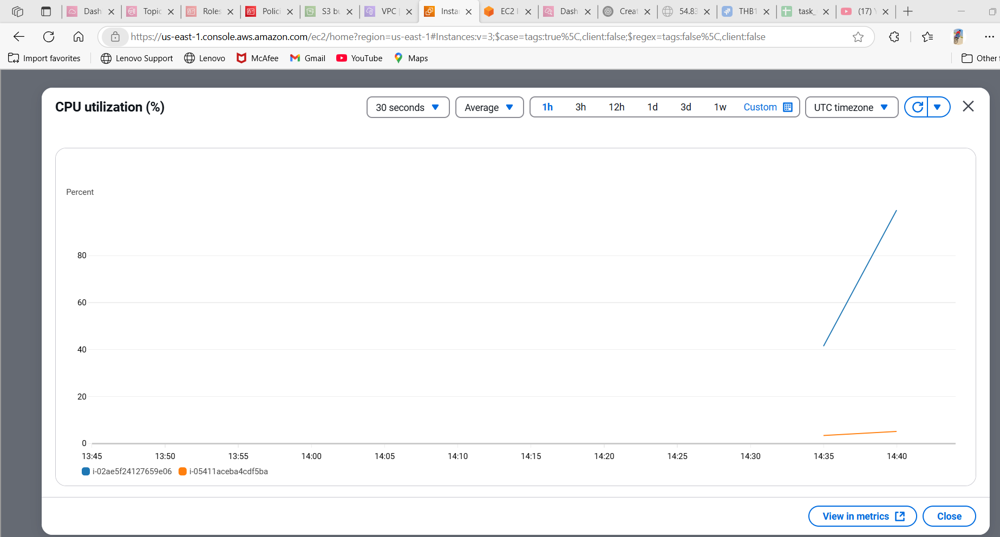 Dash
Topic
Roles
Polici
S3 bu
VPC |
Instan
EC2 I
Dash
Creat
54.83
THB1
task_
(17) Y
https://us-east-1.console.aws.amazon.com/ec2/home?region=us-east-1#Instances:v=3;$case=tags:true%5C,client:false;$regex=tags:false%5C,client:false
Import favorites
Lenovo Support
Lenovo
McAfee
Gmail
YouTube
Maps
Other f
CPU utilization (%)
30 seconds
Average
1h 3h 12h 1d 3d 1w Custom
UTC timezone
Percent
80
60
40
20
0
13:45 13:50 13:55 14:00 14:05 14:10 14:15 14:20 14:25 14:30 14:35 14:40
i-02ae5f24127659e06 i-05411aceba4cdf5ba
View in metrics
Close